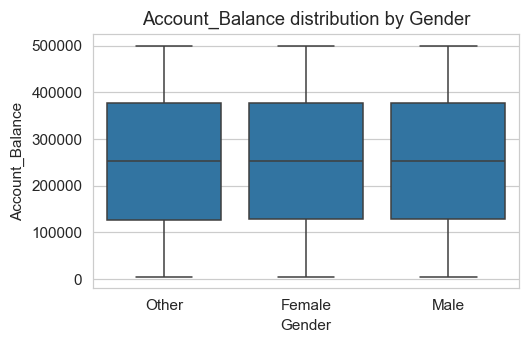 Account_Balance distribution by Gender
500000
400000
300000
200000
100000
0
Account_Balance
Other Female Male
Gender